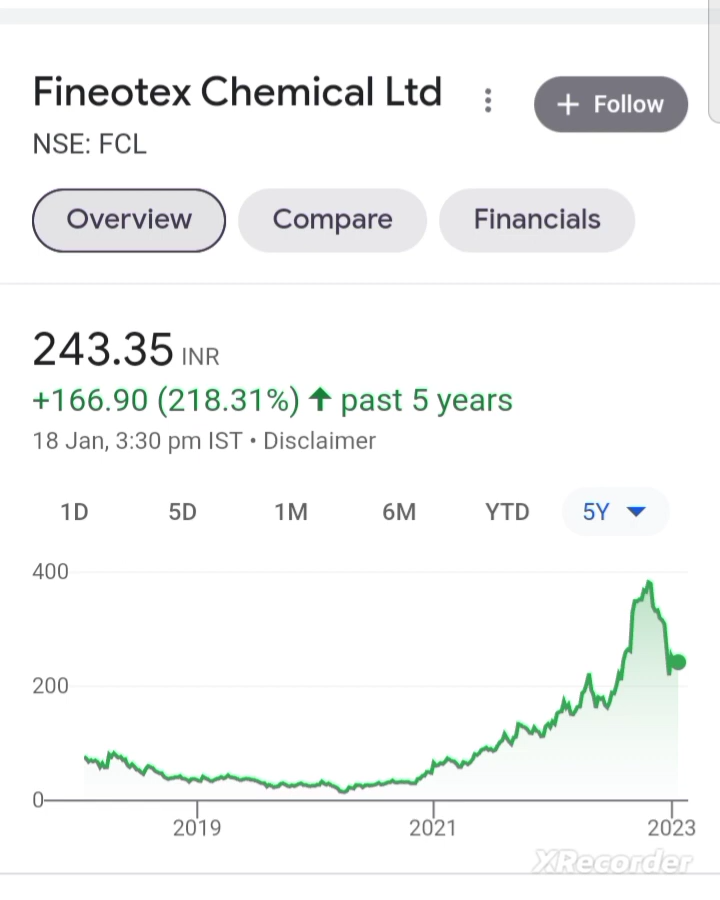 Fineotex Chemical Ltd
+ Follow
NSE: FCL
Overview Compare Financials
243.35 INR
+166.90 (218.31%) ↑ past 5 years
18 Jan, 3:30 pm IST • Disclaimer
1D 5D 1M 6M YTD 5Y
400
200
0
2019 2021 2023
XRecorder